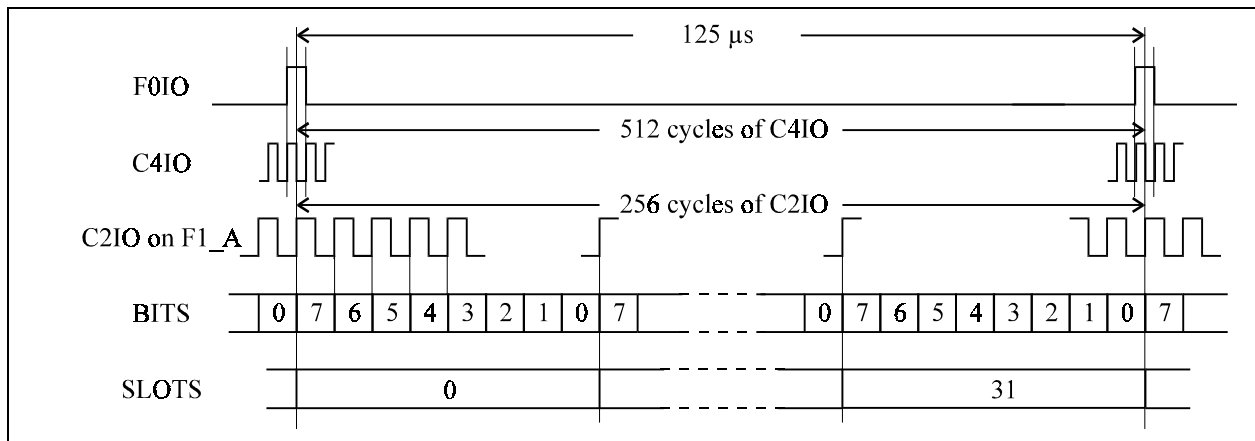 125 µs
F0IO
512 cycles of C4IO
C4IO
256 cycles of C2IO
C2IO on F1_A
BITS 0 7 6 5 4 3 2 1 0 7 0 7 6 5 4 3 2 1 0 7
SLOTS 0 31